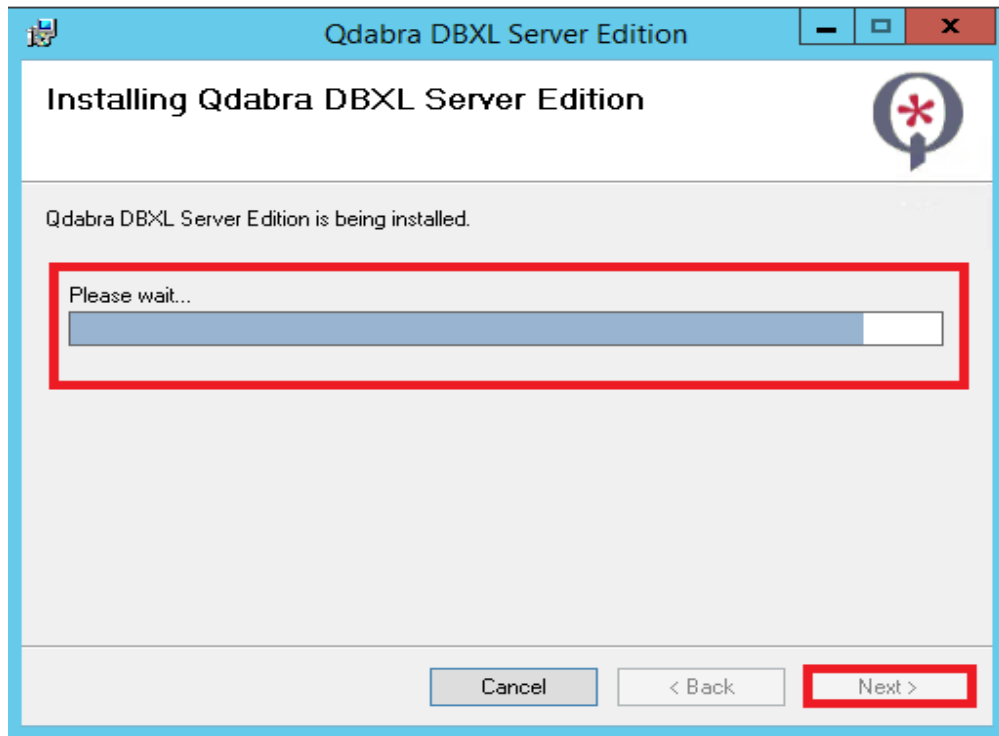 Qdabra DBXL Server Edition
Installing Qdabra DBXL Server Edition
Qdabra DBXL Server Edition is being installed.
Please wait...
Cancel
< Back
Next >